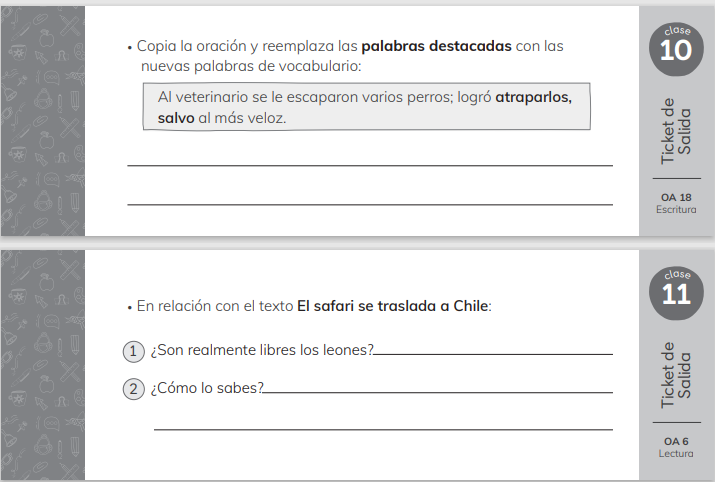 • Copia la oración y reemplaza las palabras destacadas con las
nuevas palabras de vocabulario:
Al veterinario se le escaparon varios perros; logró atraparlos,
salvo al más veloz.
clase
10
Ticket de
Salida
OA 18
Escritura
• En relación con el texto El safari se traslada a Chile:
1 ¿Son realmente libres los leones?
2 ¿Cómo lo sabes?
clase
11
Ticket de
Salida
OA 6
Lectura